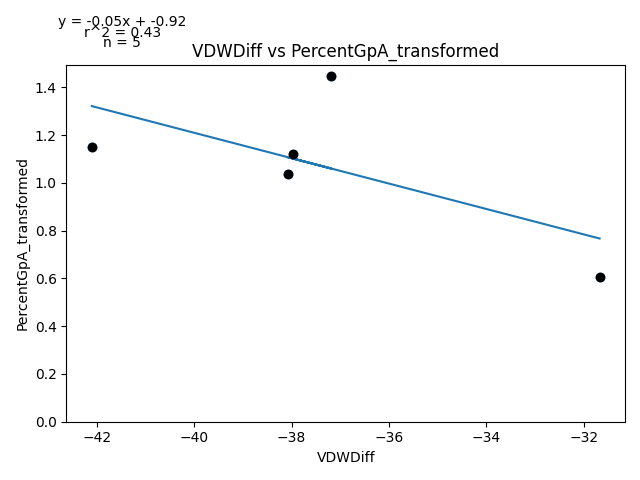 y = -0.05x + -0.92
r^2 = 0.43
n = 5
VDWDiff vs PercentGpA_transformed
1.4
1.2
1.0
0.8
0.6
0.4
0.2
0.0
PercentGpA_transformed
−42
−40
−38
−36
−34
−32
VDWDiff